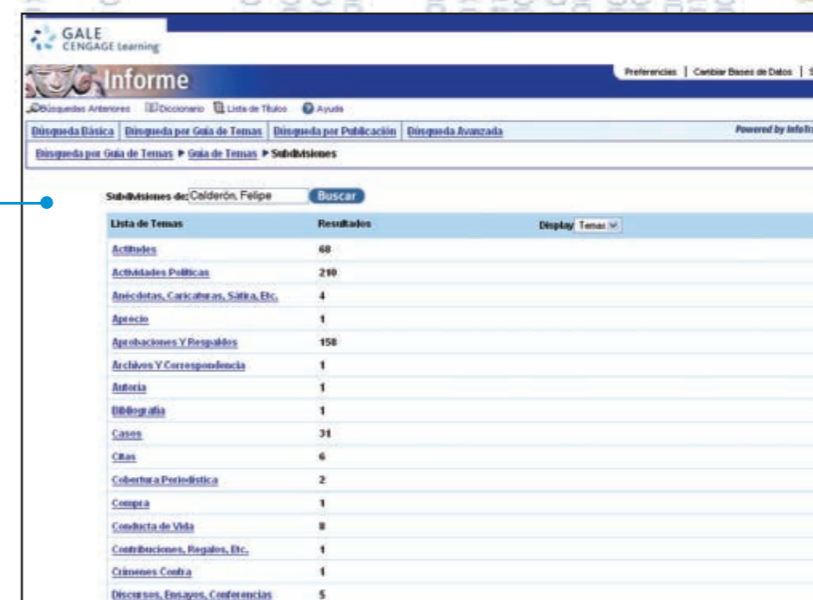 GALE
CENGAGE Learning
Informe
Preferencias | Cambiar Bases de Datos |
Búsquedas Anteriores Diccionario Lista de Títulos Ayuda
Búsqueda Básica Búsqueda por Guía de Temas Búsqueda por Publicación Búsqueda Avanzada Powered by InfoTra
Búsqueda por Guía de Temas Guía de Temas Subdivisiones
Subdivisiones de: Calderón, Felipe Buscar
Lista de Temas Resultados Display Temas
Actitudes 68
Actividades Políticas 210
Anécdotas, Caricaturas, Sátira, Etc. 4
Aprecio 1
Aprobaciones Y Respaldos 158
Archivos Y Correspondencia 1
Autoría 1
Bibliografía 1
Casos 31
Citas 6
Cobertura Periodística 2
Compra 1
Conducta de Vida 8
Contribuciones, Regalos, Etc. 1
Crímenes Contra 1
Discursos, Ensayos, Conferencias 5